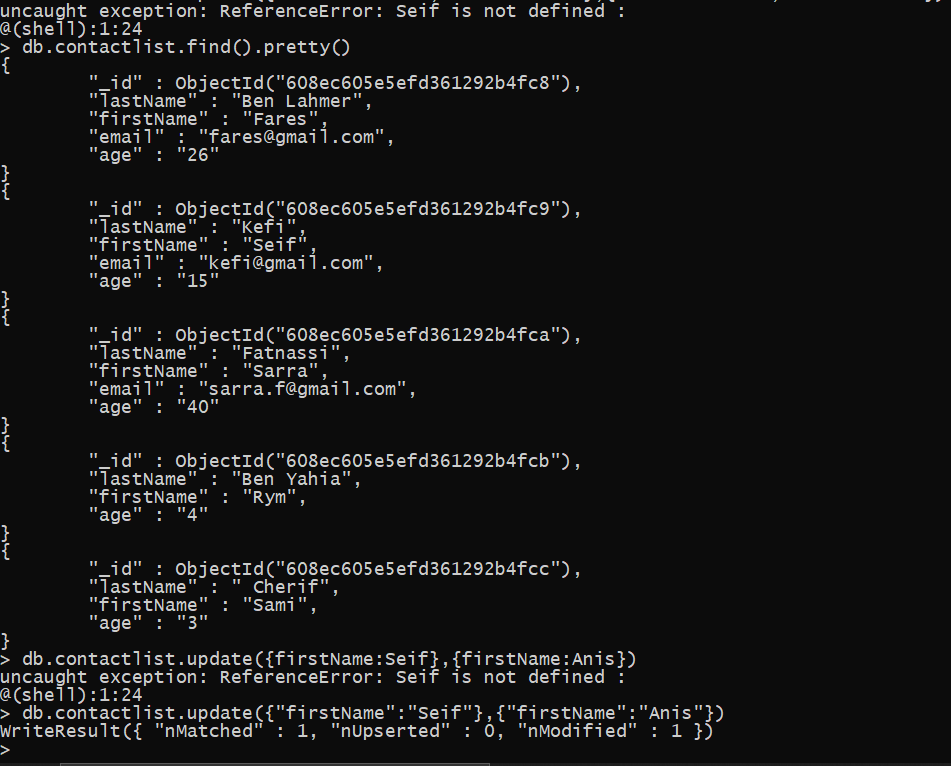 uncaught exception: ReferenceError: Seif is not defined :
@(shell):1:24
> db.contactlist.find().pretty()
{
        "_id" : ObjectId("608ec605e5efd361292b4fc8"),
        "lastName" : "Ben Lahmer",
        "firstName" : "Fares",
        "email" : "fares@gmail.com",
        "age" : "26"
}
{
        "_id" : ObjectId("608ec605e5efd361292b4fc9"),
        "lastName" : "Kefi",
        "firstName" : "Seif",
        "email" : "kefi@gmail.com",
        "age" : "15"
}
{
        "_id" : ObjectId("608ec605e5efd361292b4fca"),
        "lastName" : "Fatnassi",
        "firstName" : "Sarra",
        "email" : "sarra.f@gmail.com",
        "age" : "40"
}
{
        "_id" : ObjectId("608ec605e5efd361292b4fcb"),
        "lastName" : "Ben Yahia",
        "firstName" : "Rym",
        "age" : "4"
}
{
        "_id" : ObjectId("608ec605e5efd361292b4fcc"),
        "lastName" : " Cherif",
        "firstName" : "Sami",
        "age" : "3"
}
> db.contactlist.update({firstName:Seif},{firstName:Anis})
uncaught exception: ReferenceError: Seif is not defined :
@(shell):1:24
> db.contactlist.update({"firstName":"Seif"},{"firstName":"Anis"})
WriteResult({ "nMatched" : 1, "nUpserted" : 0, "nModified" : 1 })
>